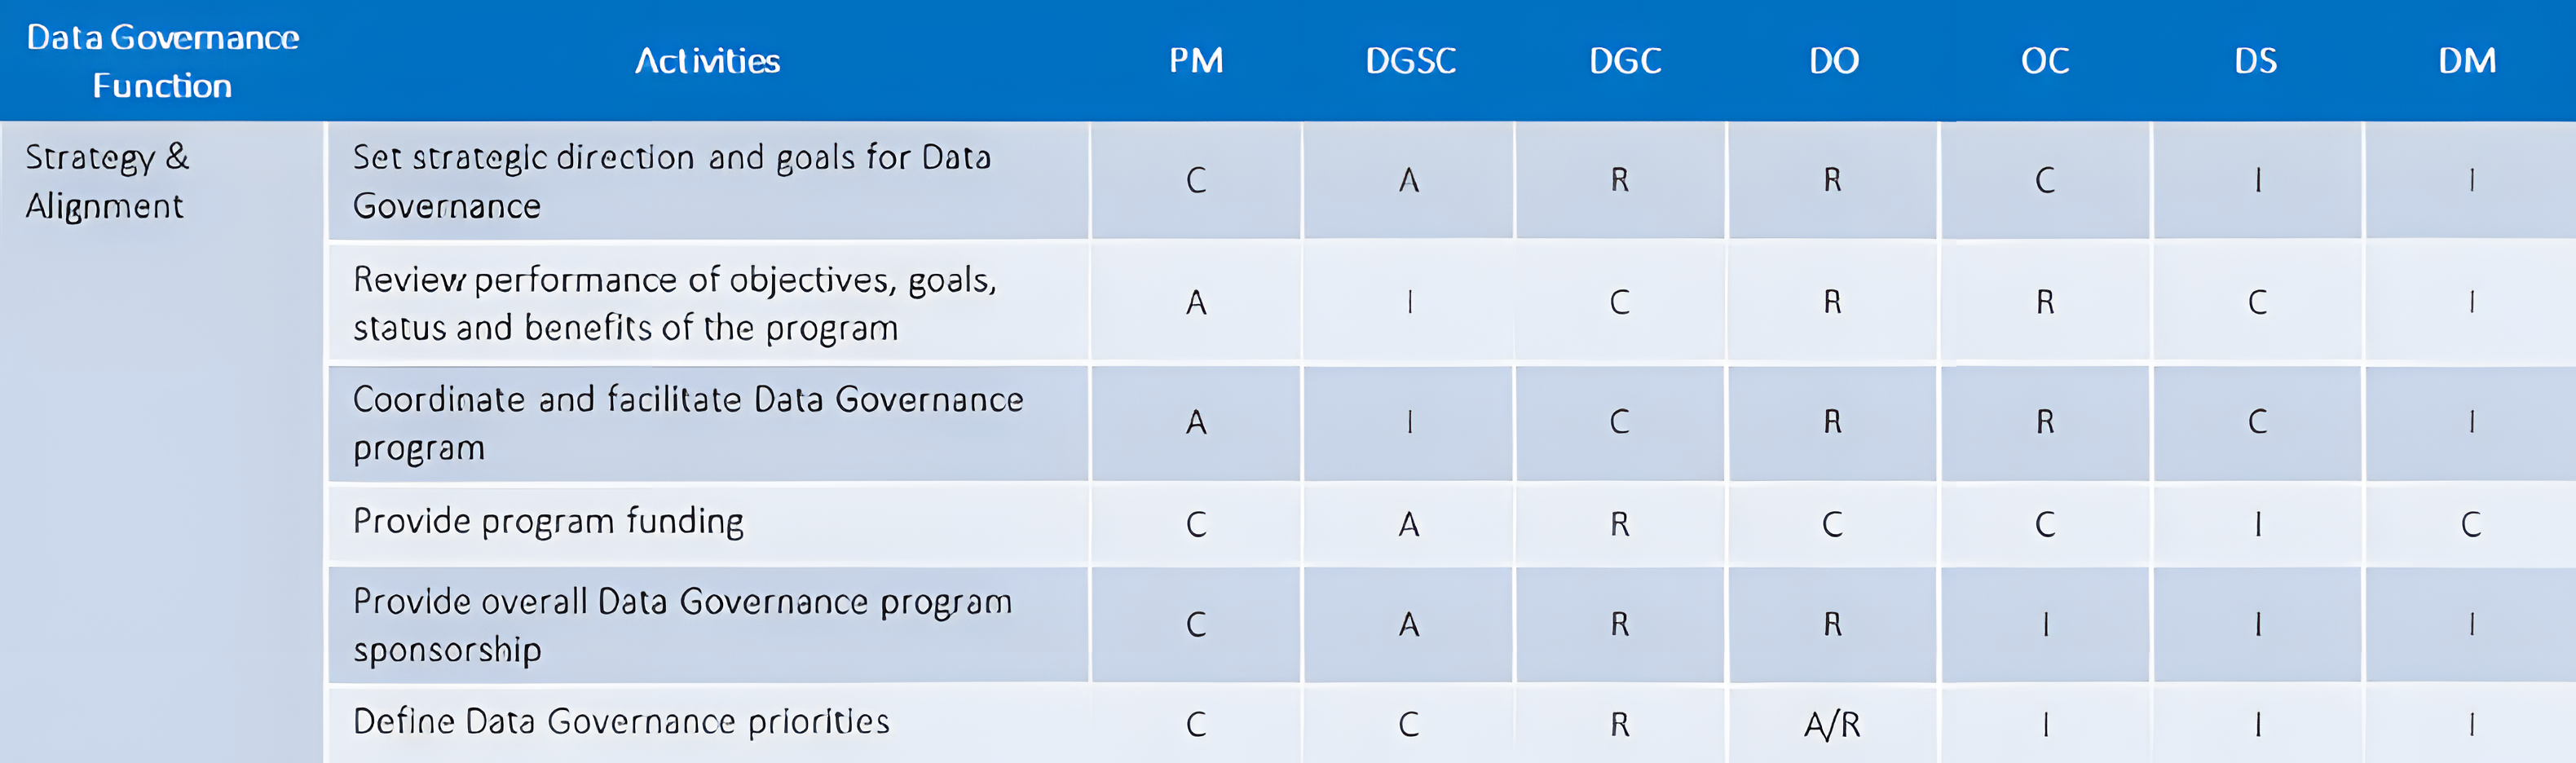 Data Governance
Function
Activities
PM
DGSC
DGC
DO
OC
DS
DM
Strategy &
Alignment
Set strategic direction and goals for Data
Governance
C
A
R
R
C
I
I
Review performance of objectives, goals,
status and benefits of the program
A
I
C
R
R
C
I
Coordinate and facilitate Data Governance
program
A
I
C
R
R
C
I
Provide program funding
C
A
R
C
C
I
C
Provide overall Data Governance program
sponsorship
C
A
R
R
I
I
I
Define Data Governance priorities
C
C
R
A/R
I
I
I